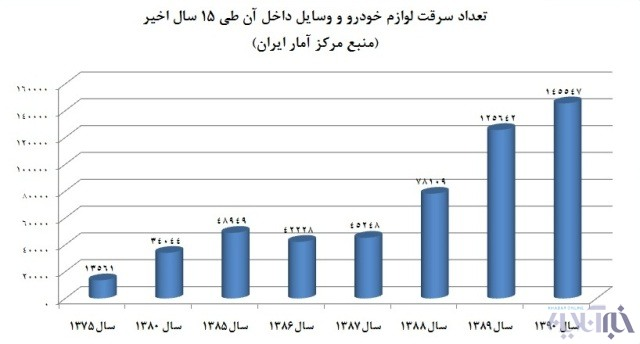 تعداد سرقت لوازم خودرو و وسایل داخل آن طی ۱۵ سال اخیر
(منبع مرکز آمار ایران)
۱۶۰۰۰۰
۱۴۰۰۰۰
۱۲۰۰۰۰
۱۰۰۰۰۰
۸۰۰۰۰
۶۰۰۰۰
۴۰۰۰۰
۲۰۰۰۰
۰
۱۳۵۶۱
۳۴۰۴۴
۴۸۹۴۹
۴۲۲۲۸
۴۵۲۴۸
۷۸۱۰۹
۱۲۵۶۴۲
۱۴۵۵۴۷
سال ۱۳۷۵
سال ۱۳۸۰
سال ۱۳۸۵
سال ۱۳۸۶
سال ۱۳۸۷
سال ۱۳۸۸
سال ۱۳۸۹
سال ۱۳۹۰
خبرآنلاین